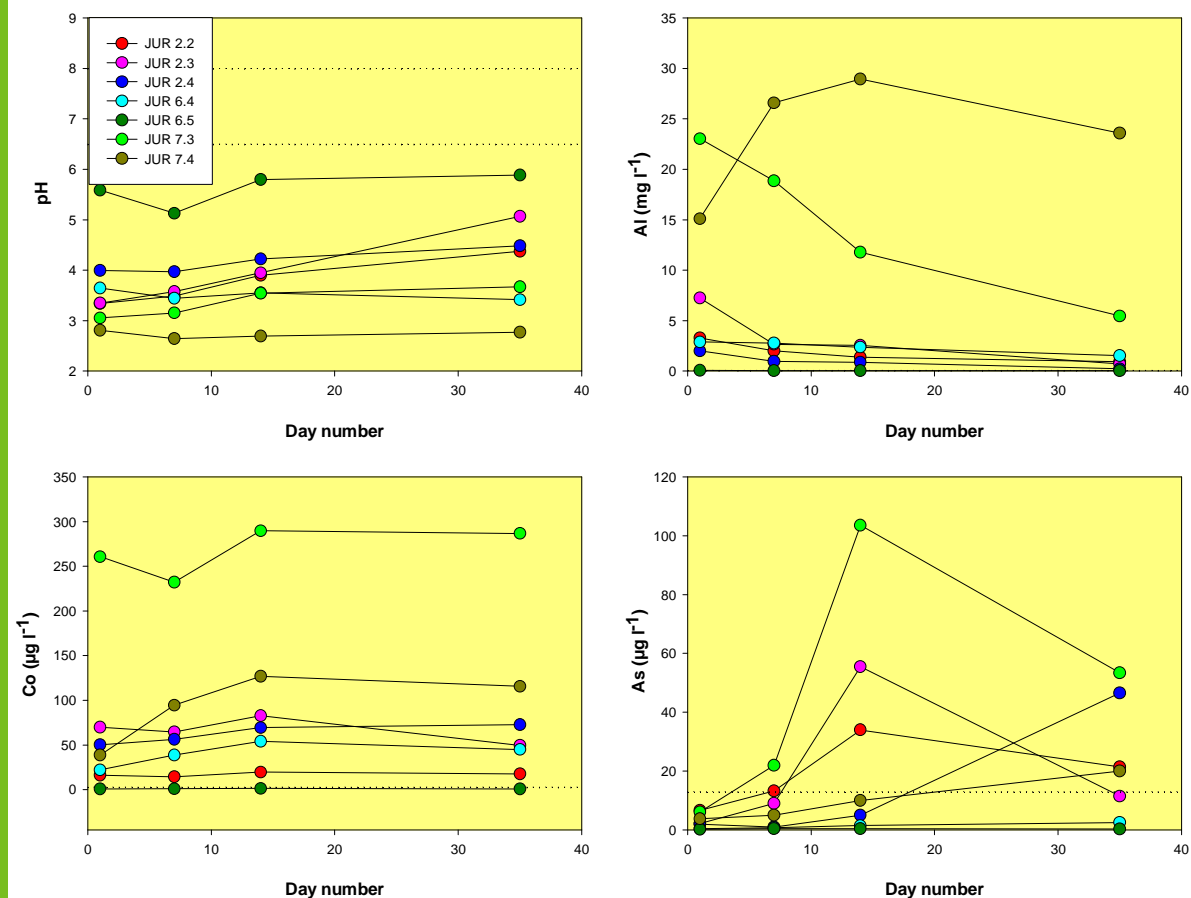 9
8
7
6
5
4
3
2
pH
JUR 2.2
JUR 2.3
JUR 2.4
JUR 6.4
JUR 6.5
JUR 7.3
JUR 7.4
0 10 20 30 40
Day number
35
30
25
20
15
10
5
0
Al (mg l⁻¹)
0 10 20 30 40
Day number
350
300
250
200
150
100
50
0
Co (µg l⁻¹)
0 10 20 30 40
Day number
120
100
80
60
40
20
0
As (µg l⁻¹)
0 10 20 30 40
Day number